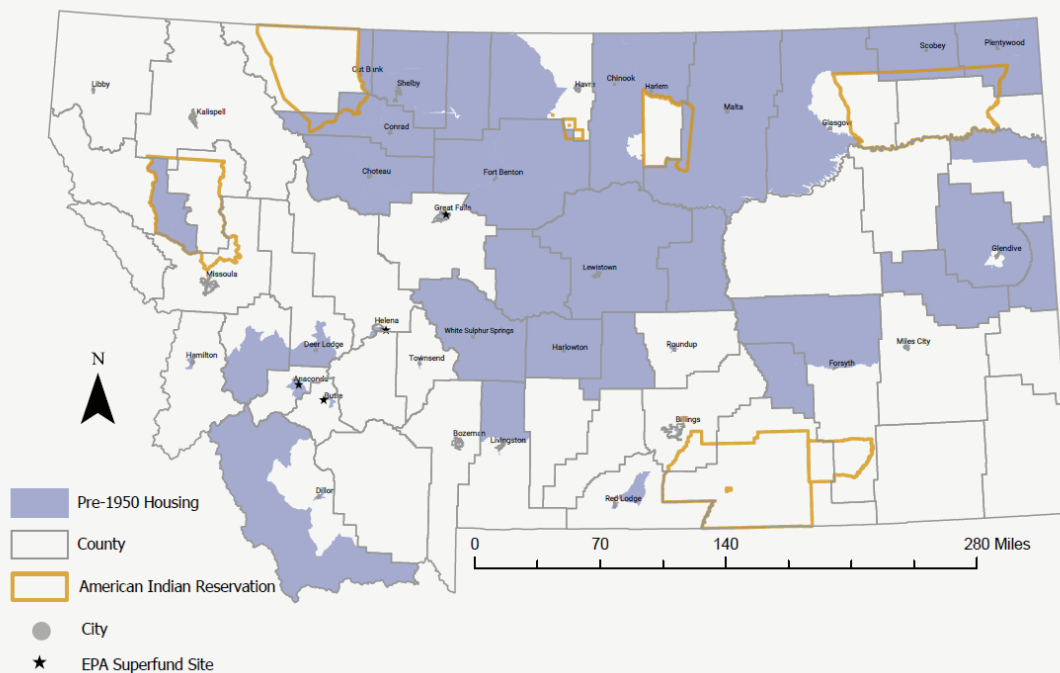 Scobey
Plentywood
Cut Bank
Shelby
Libby
Havre
Chinook
Harlem
Malta
Kalispell
Glasgow
Conrad
Choteau
Fort Benton
Great Falls
Glendive
Missoula
Lewistown
Helena
White Sulphur Springs
Deer Lodge
Harlowton
Roundup
Miles City
Hamilton
Townsend
Forsyth
Anaconda
Butte
N
Billings
Bozeman
Livingston
Dillon
Red Lodge
Pre-1950 Housing
County
American Indian Reservation
City
EPA Superfund Site
0 70 140 280 Miles